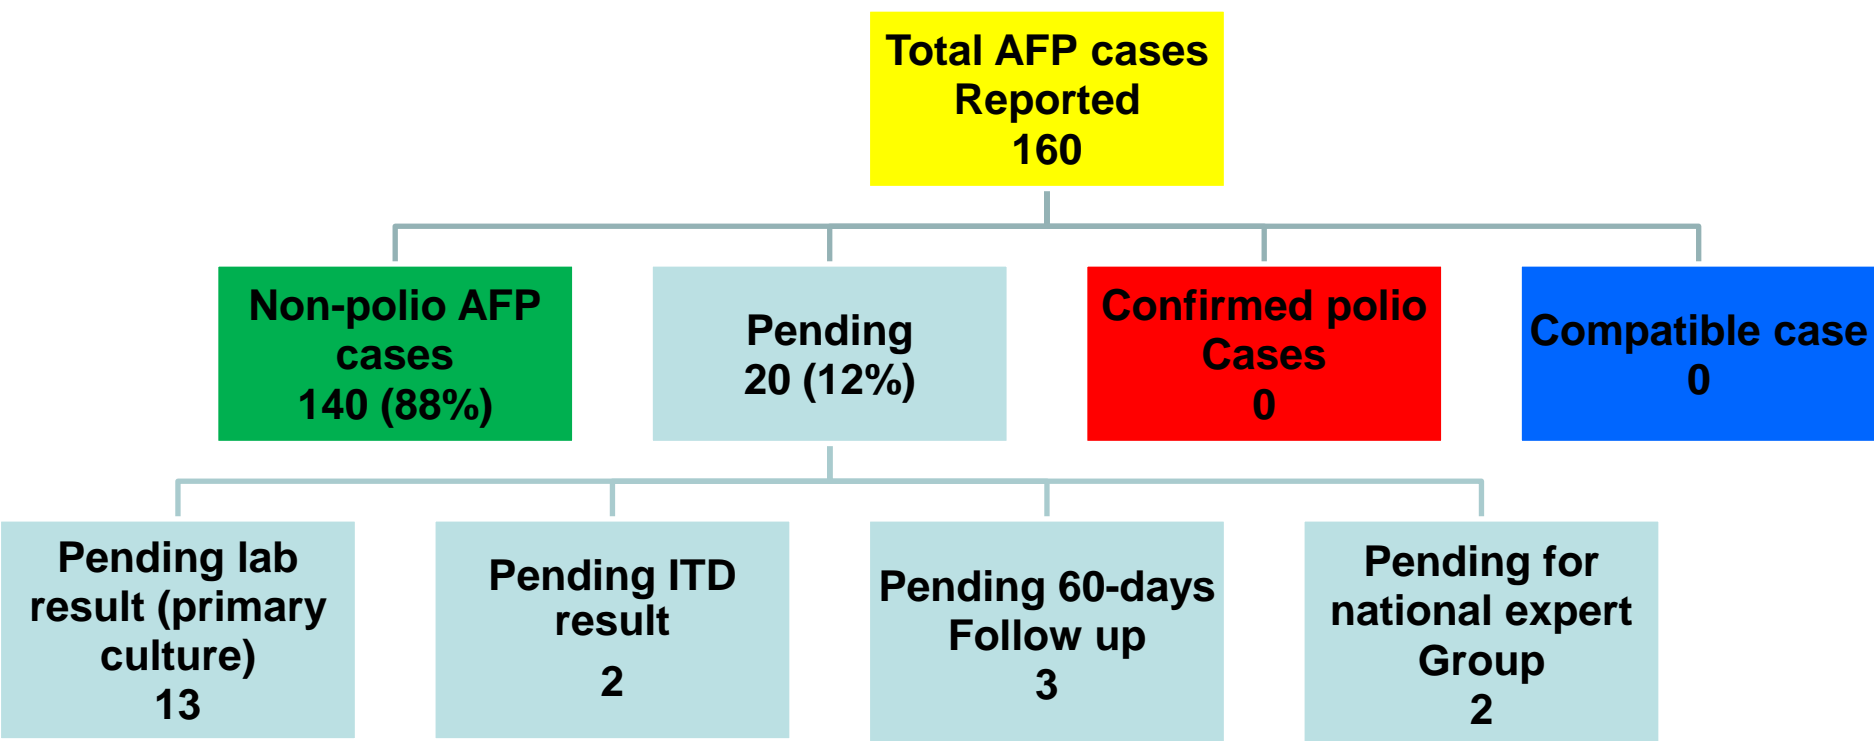 Total AFP cases
Reported
160
Non-polio AFP
cases
140 (88%)
Pending
20 (12%)
Confirmed polio
Cases
0
Compatible case
0
Pending lab
result (primary
culture)
13
Pending ITD
result
2
Pending 60-days
Follow up
3
Pending for
national expert
Group
2